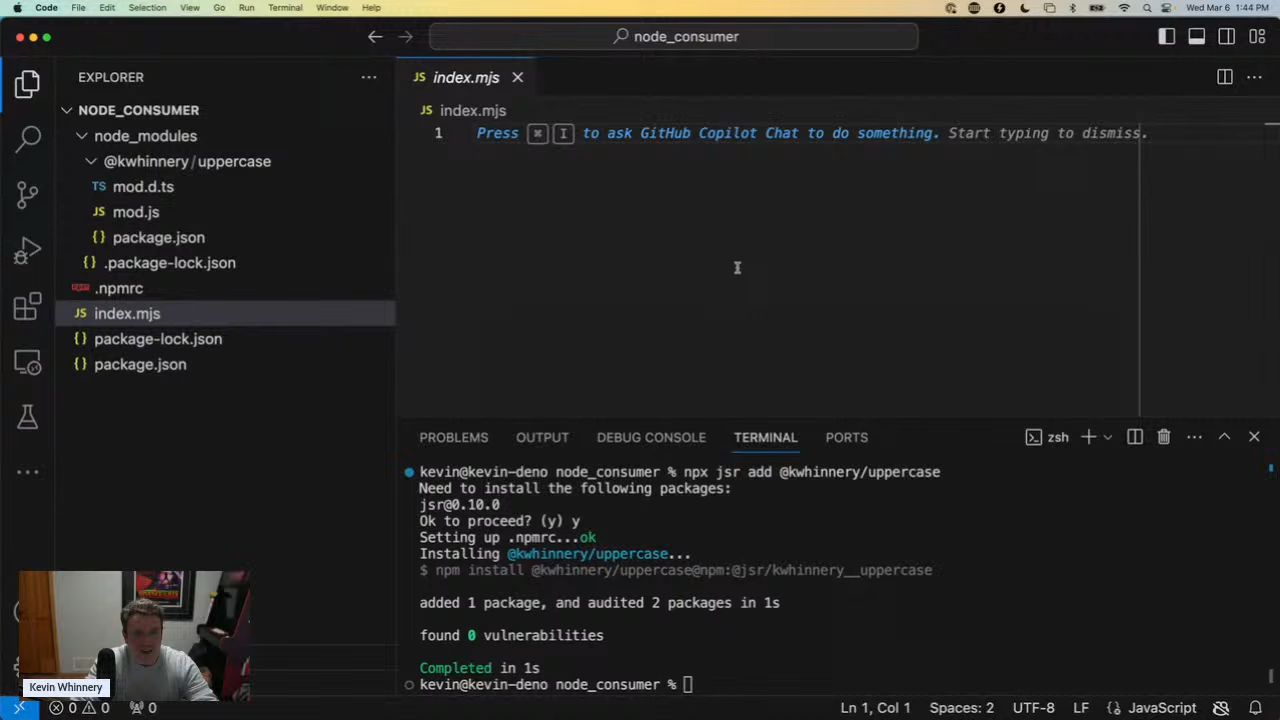 Code File Edit Selection View Go Run Terminal Window Help Wed Mar 6 1:44 PM
node_consumer
EXPLORER
NODE_CONSUMER
node_modules
@kwhinnery/uppercase
TS mod.d.ts
JS mod.js
{} package.json
{} .package-lock.json
.npmrc
JS index.mjs
{} package-lock.json
{} package.json
JS index.mjs
JS index.mjs
1 Press ⌘ I to ask GitHub Copilot Chat to do something. Start typing to dismiss.
PROBLEMS OUTPUT DEBUG CONSOLE TERMINAL PORTS zsh
kevin@kevin-deno node_consumer % npx jsr add @kwhinnery/uppercase
Need to install the following packages:
jsr@0.10.0
Ok to proceed? (y) y
Setting up .npmrc...ok
Installing @kwhinnery/uppercase...
$ npm install @kwhinnery/uppercase@npm:@jsr/kwhinnery__uppercase
added 1 package, and audited 2 packages in 1s
found 0 vulnerabilities
Completed in 1s
kevin@kevin-deno node_consumer %
Kevin Whinnery
0 0 0 Ln 1, Col 1 Spaces: 2 UTF-8 LF {} JavaScript